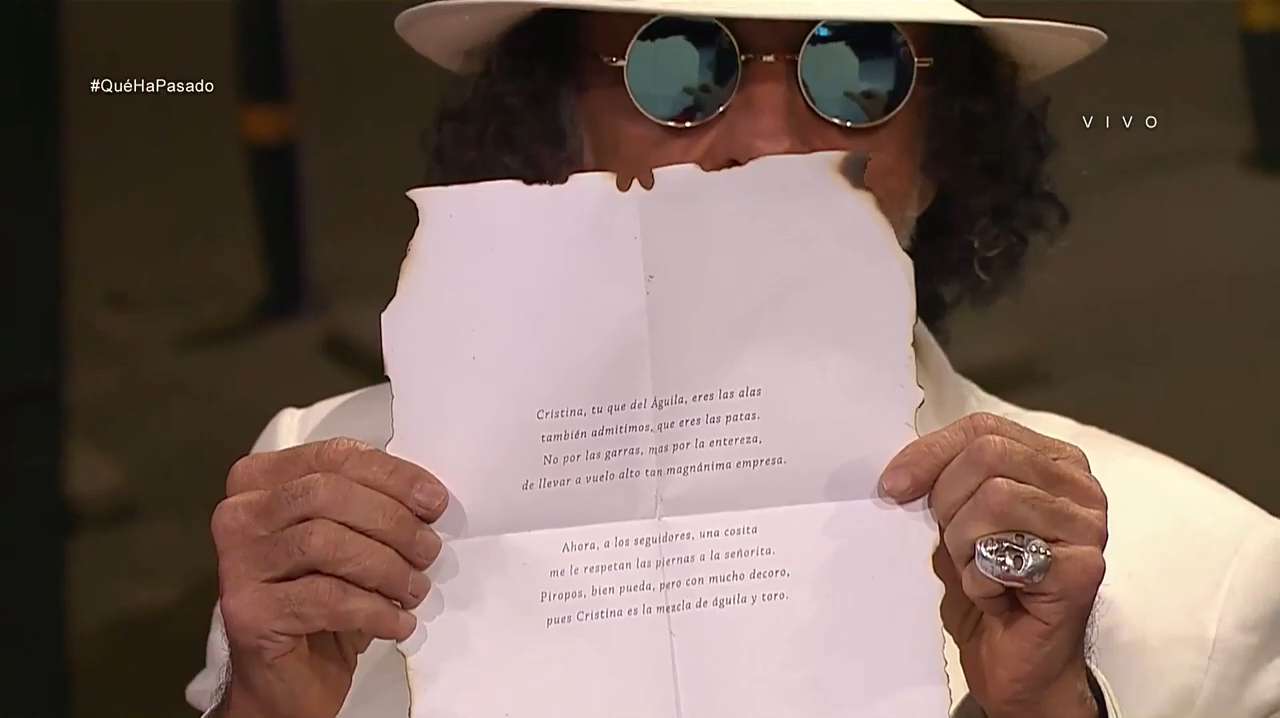 #QuéHaPasado
VIVO
Cristina, tu que del Águila, eres las alas
también admitimos, que eres las patas.
No por las garras, mas por la entereza,
de llevar a vuelo alto tan magnánima empresa.
Ahora, a los seguidores, una cosita
me le respetan las piernas a la señorita.
Piropos, bien pueda, pero con mucho decoro,
pues Cristina es la mezcla de águila y toro.